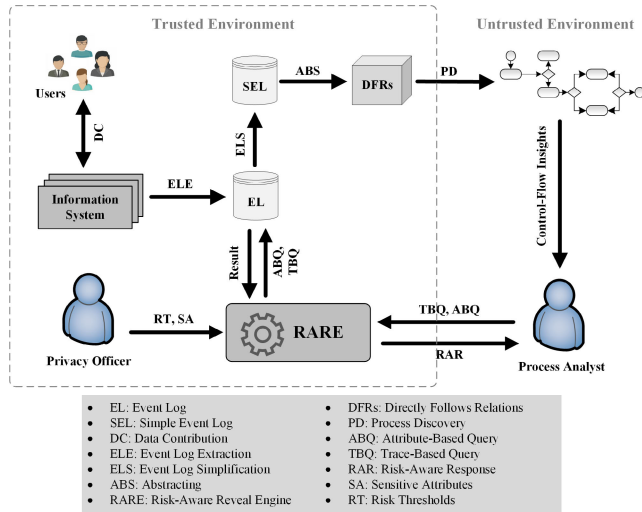 Trusted Environment
Untrusted Environment
Users
DC
Information
System
ELE
EL
ELS
SEL
ABS
DFRs
PD
Control-Flow Insights
Result
ABQ,
TBQ
Privacy Officer
RT, SA
RARE
TBQ, ABQ
RAR
Process Analyst
• EL: Event Log
• SEL: Simple Event Log
• DC: Data Contribution
• ELE: Event Log Extraction
• ELS: Event Log Simplification
• ABS: Abstracting
• RARE: Risk-Aware Reveal Engine
• DFRs: Directly Follows Relations
• PD: Process Discovery
• ABQ: Attribute-Based Query
• TBQ: Trace-Based Query
• RAR: Risk-Aware Response
• SA: Sensitive Attributes
• RT: Risk Thresholds